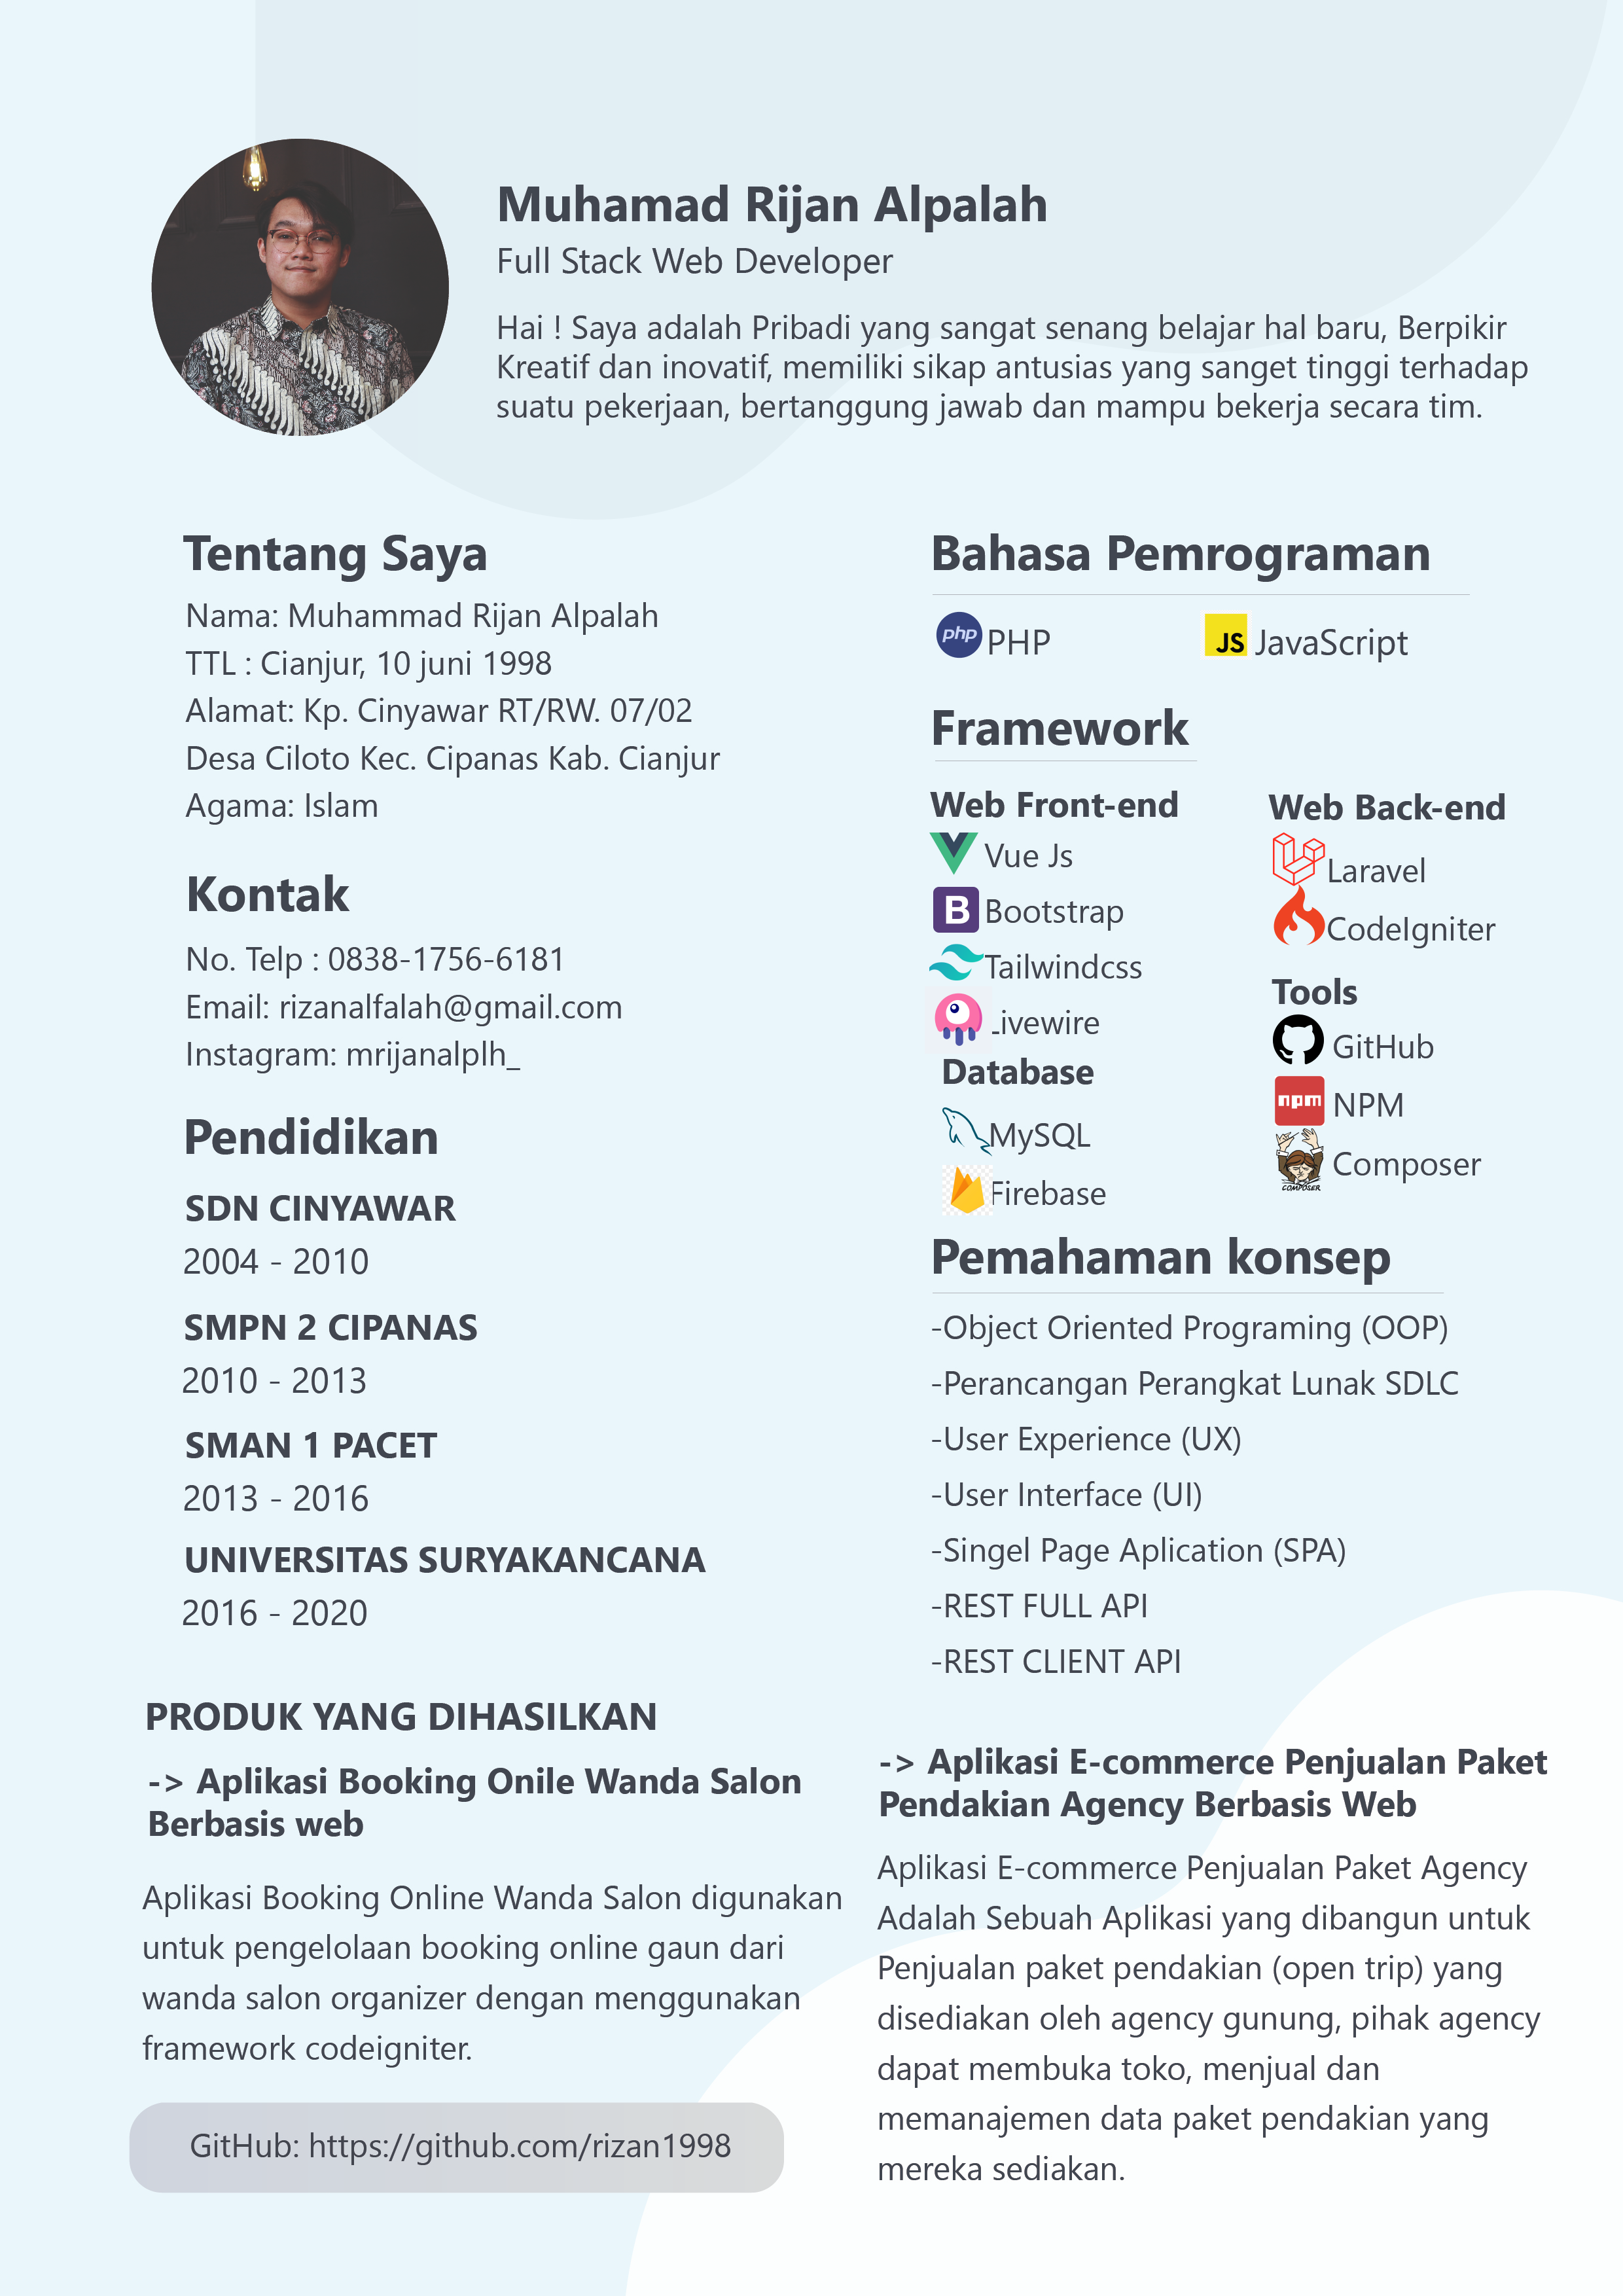 Muhamad Rijan Alpalah
Full Stack Web Developer
Hai ! Saya adalah Pribadi yang sangat senang belajar hal baru, Berpikir
Kreatif dan inovatif, memiliki sikap antusias yang sanget tinggi terhadap
suatu pekerjaan, bertanggung jawab dan mampu bekerja secara tim.
Tentang Saya
Nama: Muhammad Rijan Alpalah
TTL : Cianjur, 10 juni 1998
Alamat: Kp. Cinyawar RT/RW. 07/02
Desa Ciloto Kec. Cipanas Kab. Cianjur
Agama: Islam
Kontak
No. Telp : 0838-1756-6181
Email: rizanalfalah@gmail.com
Instagram: mrijanalplh_
Pendidikan
SDN CINYAWAR
2004 - 2010
SMPN 2 CIPANAS
2010 - 2013
SMAN 1 PACET
2013 - 2016
UNIVERSITAS SURYAKANCANA
2016 - 2020
Bahasa Pemrograman
php PHP
JS JavaScript
Framework
Web Front-end
Vue Js
B Bootstrap
Tailwindcss
Livewire
Database
MySQL
Firebase
Web Back-end
Laravel
CodeIgniter
Tools
GitHub
npm NPM
Composer
COMPOSER
Pemahaman konsep
-Object Oriented Programing (OOP)
-Perancangan Perangkat Lunak SDLC
-User Experience (UX)
-User Interface (UI)
-Singel Page Aplication (SPA)
-REST FULL API
-REST CLIENT API
PRODUK YANG DIHASILKAN
-> Aplikasi Booking Onile Wanda Salon
Berbasis web
Aplikasi Booking Online Wanda Salon digunakan
untuk pengelolaan booking online gaun dari
wanda salon organizer dengan menggunakan
framework codeigniter.
GitHub: https://github.com/rizan1998
-> Aplikasi E-commerce Penjualan Paket
Pendakian Agency Berbasis Web
Aplikasi E-commerce Penjualan Paket Agency
Adalah Sebuah Aplikasi yang dibangun untuk
Penjualan paket pendakian (open trip) yang
disediakan oleh agency gunung, pihak agency
dapat membuka toko, menjual dan
memanajemen data paket pendakian yang
mereka sediakan.